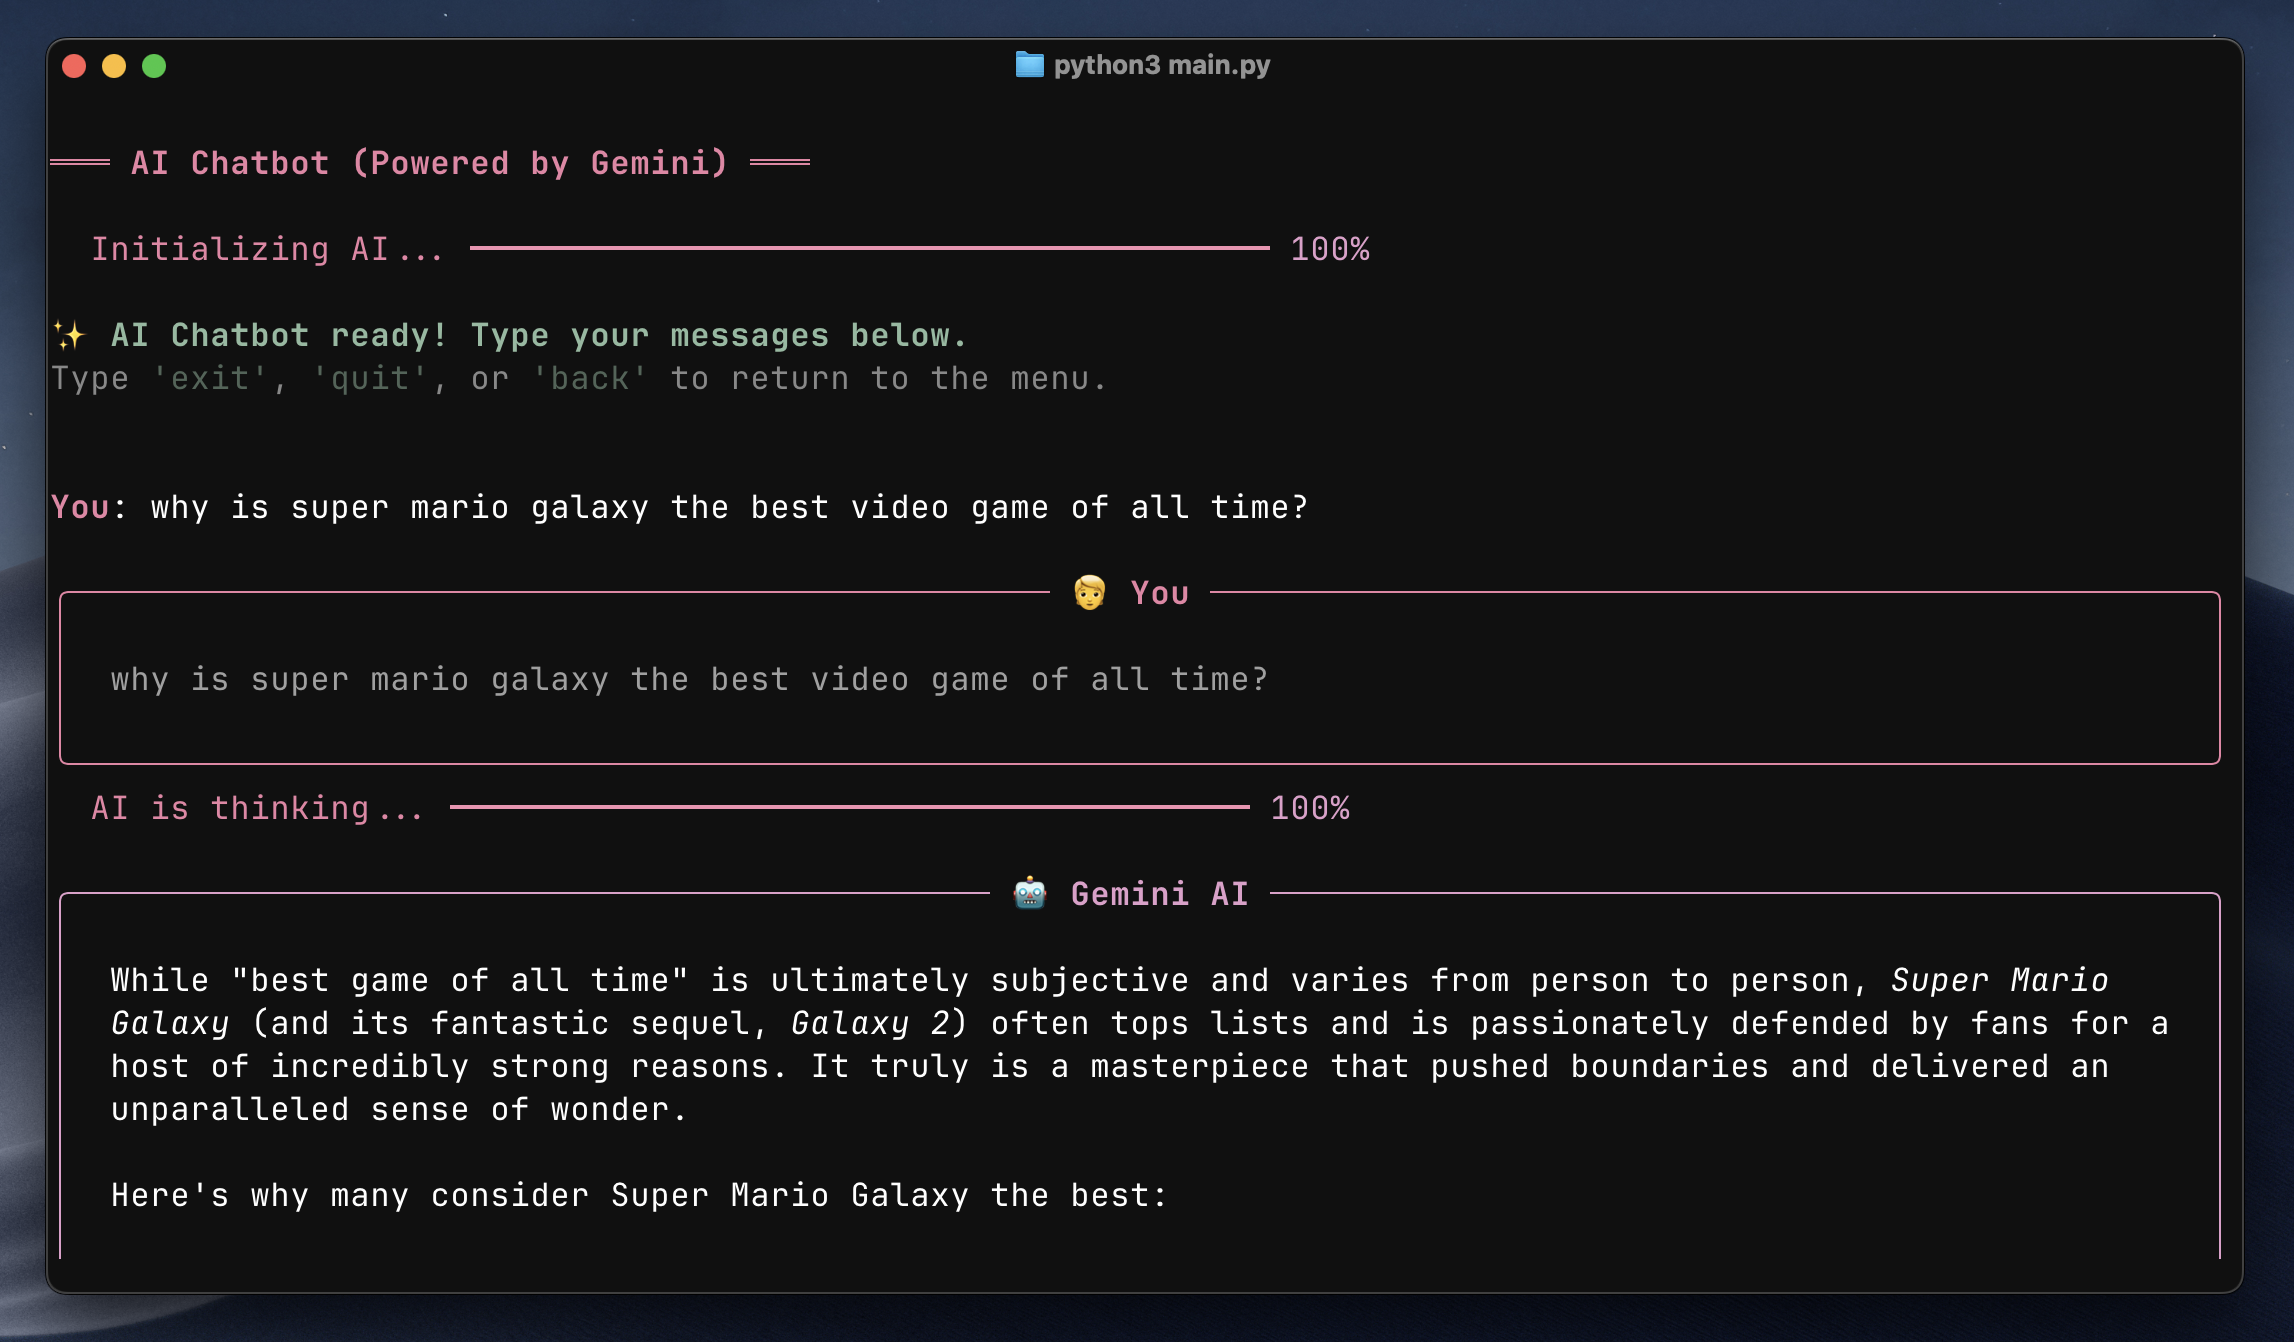 python3 main.py
AI Chatbot (Powered by Gemini)
Initializing AI... 100%
✨ AI Chatbot ready! Type your messages below.
Type 'exit', 'quit', or 'back' to return to the menu.
You: why is super mario galaxy the best video game of all time?
You
why is super mario galaxy the best video game of all time?
AI is thinking... 100%
Gemini AI
While "best game of all time" is ultimately subjective and varies from person to person, Super Mario
Galaxy (and its fantastic sequel, Galaxy 2) often tops lists and is passionately defended by fans for a
host of incredibly strong reasons. It truly is a masterpiece that pushed boundaries and delivered an
unparalleled sense of wonder.
Here's why many consider Super Mario Galaxy the best: